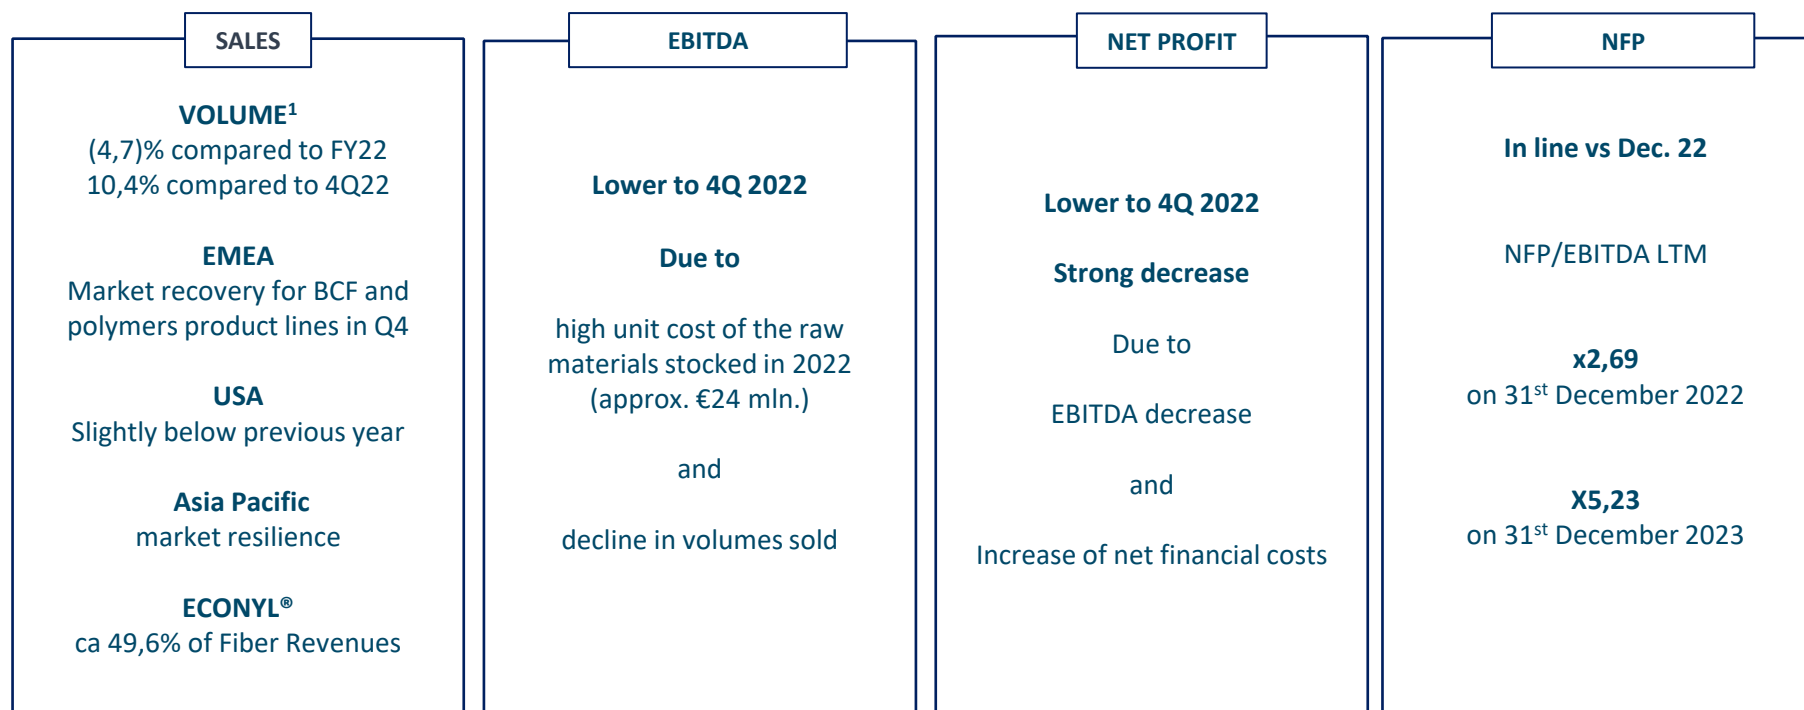 SALES
VOLUME¹
(4,7)% compared to FY22
10,4% compared to 4Q22
EMEA
Market recovery for BCF and
polymers product lines in Q4
USA
Slightly below previous year
Asia Pacific
market resilience
ECONYL®
ca 49,6% of Fiber Revenues
EBITDA
Lower to 4Q 2022
Due to
high unit cost of the raw
materials stocked in 2022
(approx. €24 mln.)
and
decline in volumes sold
NET PROFIT
Lower to 4Q 2022
Strong decrease
Due to
EBITDA decrease
and
Increase of net financial costs
NFP
In line vs Dec. 22
NFP/EBITDA LTM
x2,69
on 31st December 2022
X5,23
on 31st December 2023